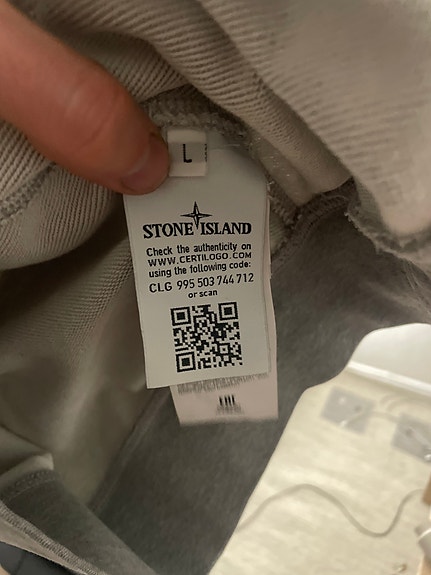 L
STONE ISLAND
Check the authenticity on
WWW.CERTILOGO.COM
using the following code:
CLG 995 503 744 712
or scan